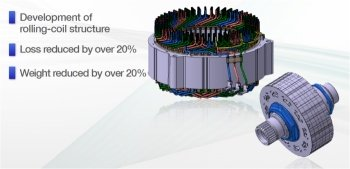 Development of
rolling-coil structure
Loss reduced by over 20%
Weight reduced by over 20%